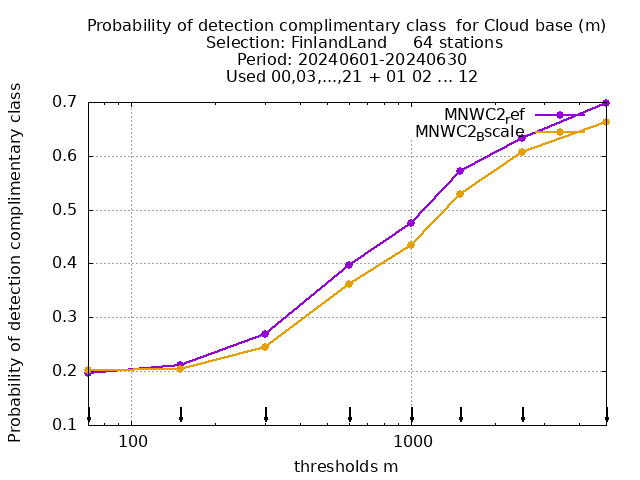 Probability of detection complimentary class  for Cloud base (m)
Selection: FinlandLand     64 stations
Period: 20240601-20240630
Used 00,03,...,21 + 01 02 ... 12
MNWC2ref
MNWC2Bscale
Probability of detection complimentary class
0.7
0.6
0.5
0.4
0.3
0.2
0.1
100 1000
thresholds m